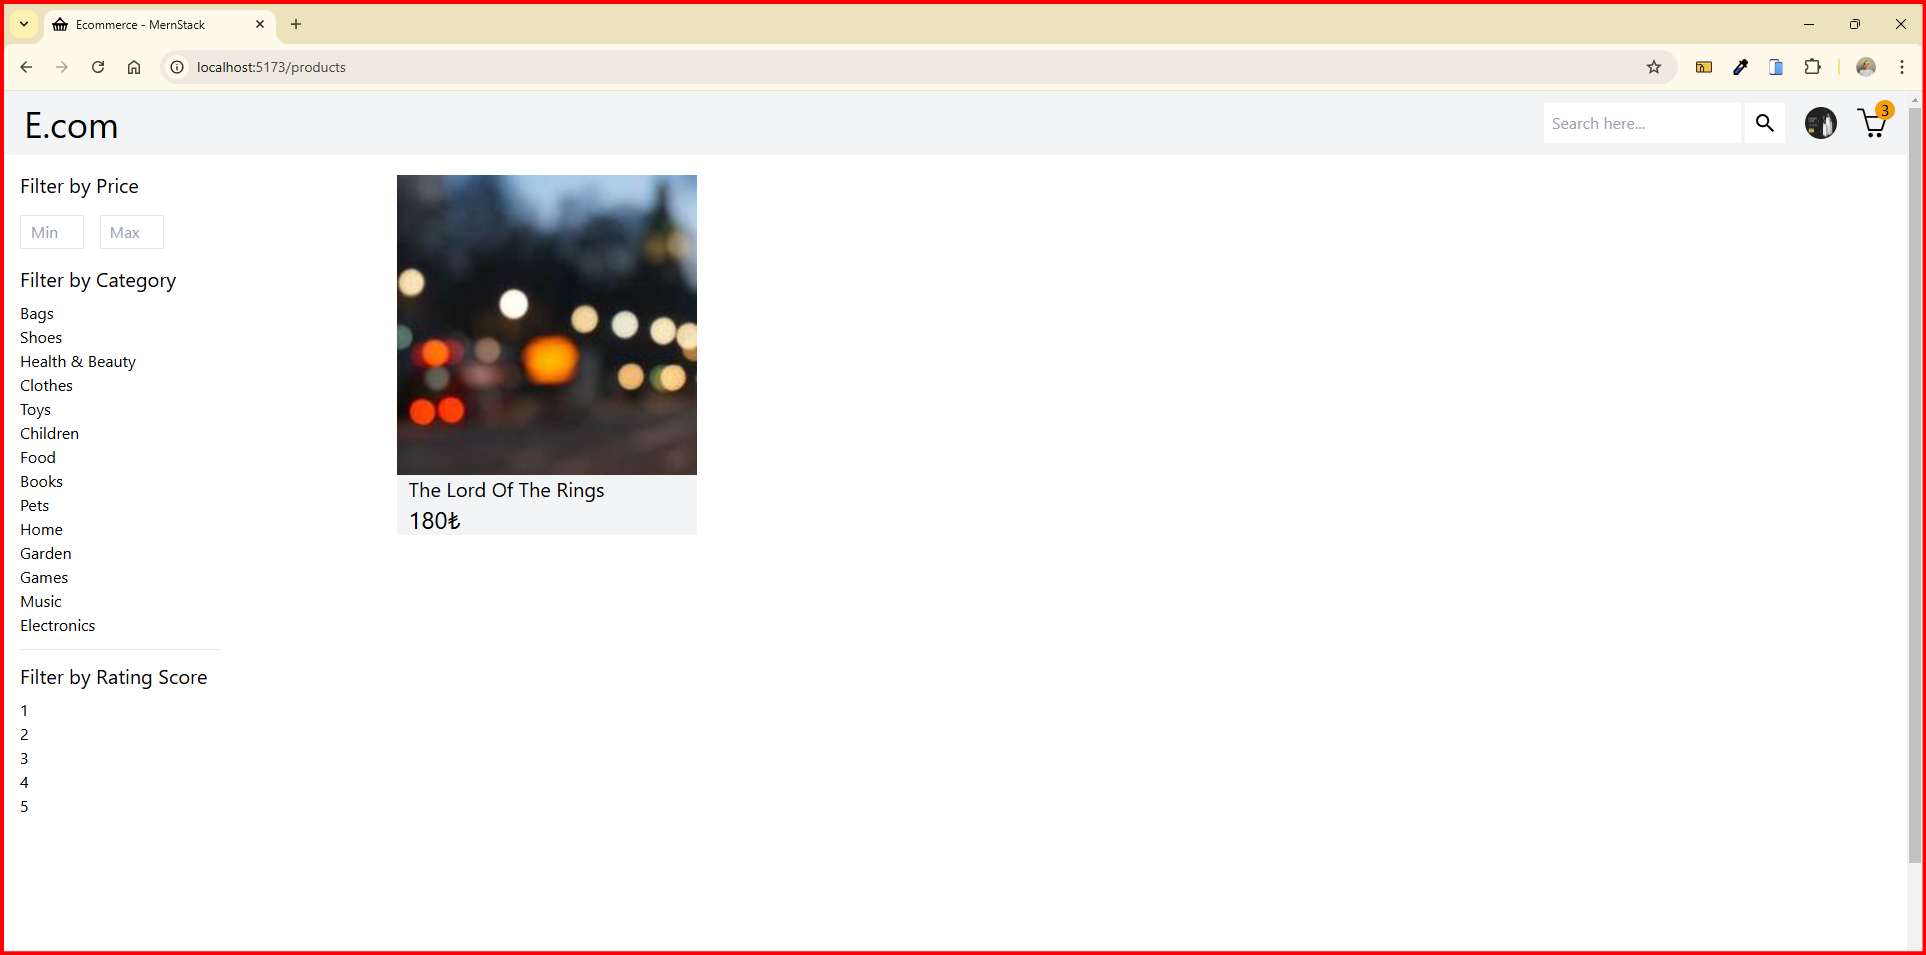 Ecommerce - MernStack
localhost:5173/products
E.com
Search here...
3
Filter by Price
Min Max
Filter by Category
Bags
Shoes
Health & Beauty
Clothes
Toys
Children
Food
Books
Pets
Home
Garden
Games
Music
Electronics
Filter by Rating Score
1
2
3
4
5
The Lord Of The Rings
180₺